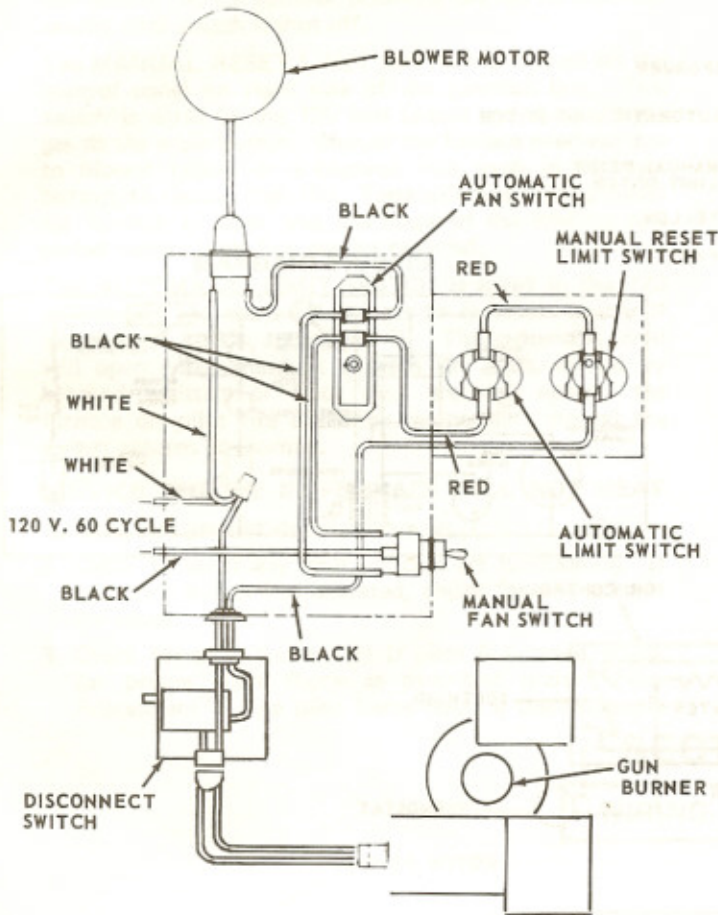 BLOWER MOTOR
AUTOMATIC
FAN SWITCH
BLACK
MANUAL RESET
LIMIT SWITCH
RED
BLACK
WHITE
WHITE
RED
120 V. 60 CYCLE
AUTOMATIC
LIMIT SWITCH
BLACK
MANUAL
FAN SWITCH
BLACK
GUN
BURNER
DISCONNECT
SWITCH